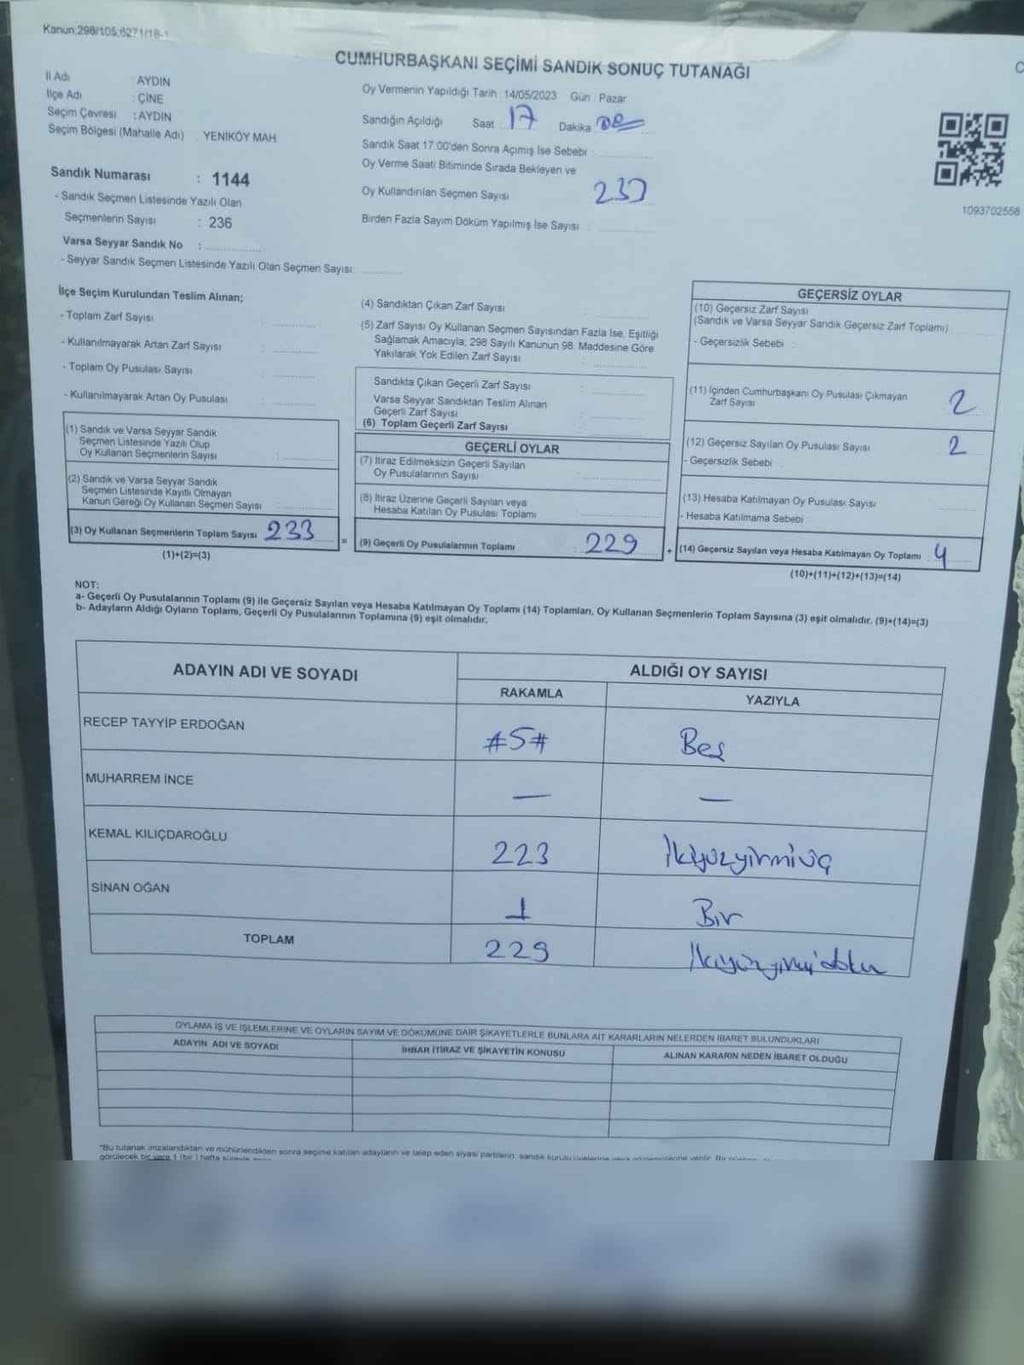 Kanun;298/105;6271/18-1
CUMHURBAŞKANI SEÇİMİ SANDIK SONUÇ TUTANAĞI
İl Adı : AYDIN
İlçe Adı : ÇİNE
Seçim Çevresi : AYDIN
Seçim Bölgesi (Mahalle Adı) YENİKÖY MAH
Sandık Numarası : 1144
- Sandık Seçmen Listesinde Yazılı Olan
Seçmenlerin Sayısı : 236
Varsa Seyyar Sandık No :
- Seyyar Sandık Seçmen Listesinde Yazılı Olan Seçmen Sayısı:
Oy Vermenin Yapıldığı Tarih :14/05/2023 Gün : Pazar
Sandığın Açıldığı Saat 17 Dakika
Sandık Saat 17:00'den Sonra Açımış İse Sebebi :
Oy Verme Saati Bitiminde Sırada Bekleyen ve
Oy Kullandırılan Seçmen Sayısı
Birden Fazla Sayım Döküm Yapılmış İse Sayısı :
1093702568
İlçe Seçim Kurulundan Teslim Alınan;
- Toplam Zarf Sayısı :
- Kullanılmayarak Artan Zarf Sayısı :
- Toplam Oy Pusulası Sayısı :
- Kullanılmayarak Artan Oy Pusulası :
(1) Sandık ve Varsa Seyyar Sandık
Seçmen Listesinde Yazılı Olup
Oy Kullanan Seçmenlerin Sayısı :
(2) Sandık ve Varsa Seyyar Sandık
Seçmen Listesinde Kayıtlı Olmayan
Kanun Gereği Oy Kullanan Seçmen Sayısı :
(3) Oy Kullanan Seçmenlerin Toplam Sayısı : 233
(1)+(2)=(3)
(4) Sandıktan Çıkan Zarf Sayısı :
(5) Zarf Sayısı Oy Kullanan Seçmen Sayısından Fazla İse, Eşitliği
Sağlamak Amacıyla, 298 Sayılı Kanunun 98. Maddesine Göre
Yakılarak Yok Edilen Zarf Sayısı :
Sandıkta Çıkan Geçerli Zarf Sayısı :
Varsa Seyyar Sandıktan Teslim Alınan
Geçerli Zarf Sayısı :
(6) Toplam Geçerli Zarf Sayısı :
GEÇERLİ OYLAR
(7) İtiraz Edilmeksizin Geçerli Sayılan
Oy Pusulalarının Sayısı :
(8) İtiraz Üzerine Geçerli Sayılan veya
Hesaba Katılan Oy Pusulası Toplamı :
= (9) Geçerli Oy Pusulalarının Toplamı : 229
GEÇERSİZ OYLAR
(10) Geçersiz Zarf Sayısı
(Sandık ve Varsa Seyyar Sandık Geçersiz Zarf Toplamı)
- Geçersizlik Sebebi :
(11) İçinden Cumhurbaşkanı Oy Pusulası Çıkmayan
Zarf Sayısı 2
(12) Geçersiz Sayılan Oy Pusulası Sayısı 2
- Geçersizlik Sebebi :
(13) Hesaba Katılmayan Oy Pusulası Sayısı
- Hesaba Katılmama Sebebi :
+ (14) Geçersiz Sayılan veya Hesaba Katılmayan Oy Toplamı : 4
(10)+(11)+(12)+(13)=(14)
NOT:
a- Geçerli Oy Pusulalarının Toplamı (9) ile Geçersiz Sayılan veya Hesaba Katılmayan Oy Toplamı (14) Toplamları, Oy Kullanan Seçmenlerin Toplam Sayısına (3) eşit olmalıdır. (9)+(14)=(3)
b- Adayların Aldığı Oyların Toplamı, Geçerli Oy Pusulalarının Toplamına (9) eşit olmalıdır.
ADAYIN ADI VE SOYADI ALDIĞI OY SAYISI
RAKAMLA YAZIYLA
RECEP TAYYİP ERDOĞAN #5# Beş
MUHARREM İNCE — —
KEMAL KILIÇDAROĞLU 223 İkiyüzyirmiüç
SİNAN OĞAN 1 Bir
TOPLAM 229
OYLAMA İŞ VE İŞLEMLERİNE VE OYLARIN SAYIM VE DÖKÜMÜNE DAİR ŞİKAYETLERLE BUNLARA AİT KARARLARIN NELERDEN İBARET BULUNDUKLARI
ADAYIN ADI VE SOYADI İHBAR İTİRAZ VE ŞİKAYETİN KONUSU ALINAN KARARIN NEDEN İBARET OLDUĞU
*Bu tutanak imzalandıktan ve mühürlendikten sonra seçime katılan adayların ve talep eden siyasi partilerin sandık kurulu üyelerine